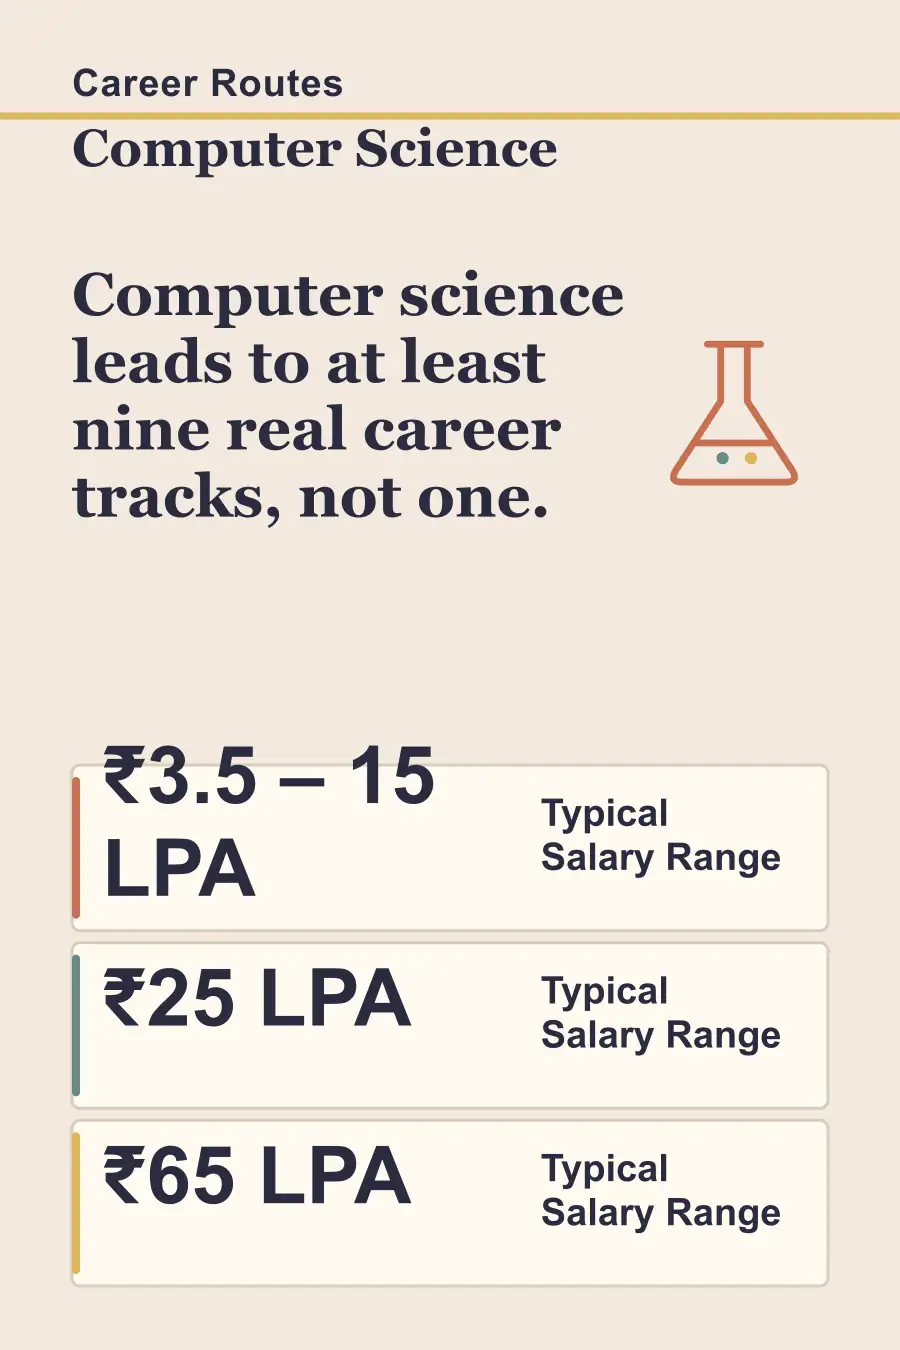 Career Routes
Computer Science
Computer science
leads to at least
nine real career
tracks, not one.
₹3.5 – 15
LPA
Typical
Salary Range
₹25 LPA
Typical
Salary Range
₹65 LPA
Typical
Salary Range